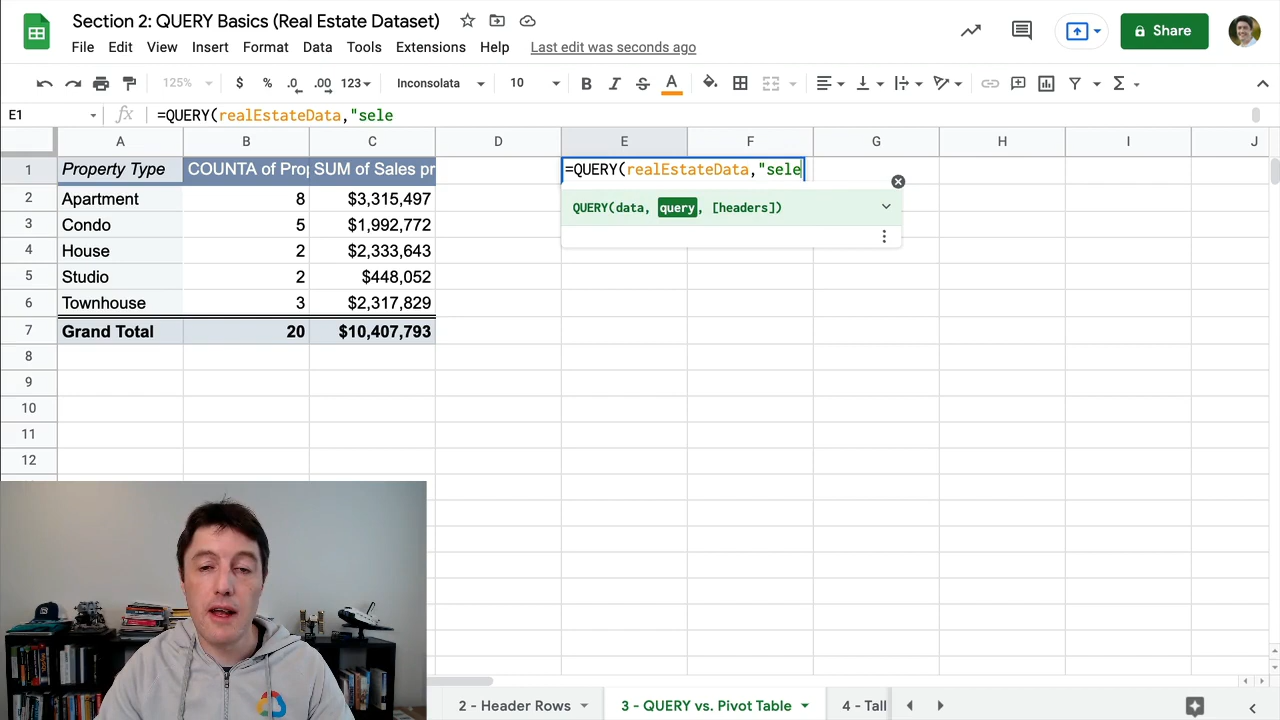 Section 2: QUERY Basics (Real Estate Dataset)
File Edit View Insert Format Data Tools Extensions Help Last edit was seconds ago
Share
125% $ % .0 .00 123 Inconsolata 10 B I S A
E1 fx =QUERY(realEstateData,"sele
A B C D E F G H I J
1 Property Type COUNTA of Prop SUM of Sales pr =QUERY(realEstateData,"sele
2 Apartment 8 $3,315,497 QUERY(data, query, [headers])
3 Condo 5 $1,992,772
4 House 2 $2,333,643
5 Studio 2 $448,052
6 Townhouse 3 $2,317,829
7 Grand Total 20 $10,407,793
8
9
10
11
12
2 - Header Rows 3 - QUERY vs. Pivot Table 4 - Tall